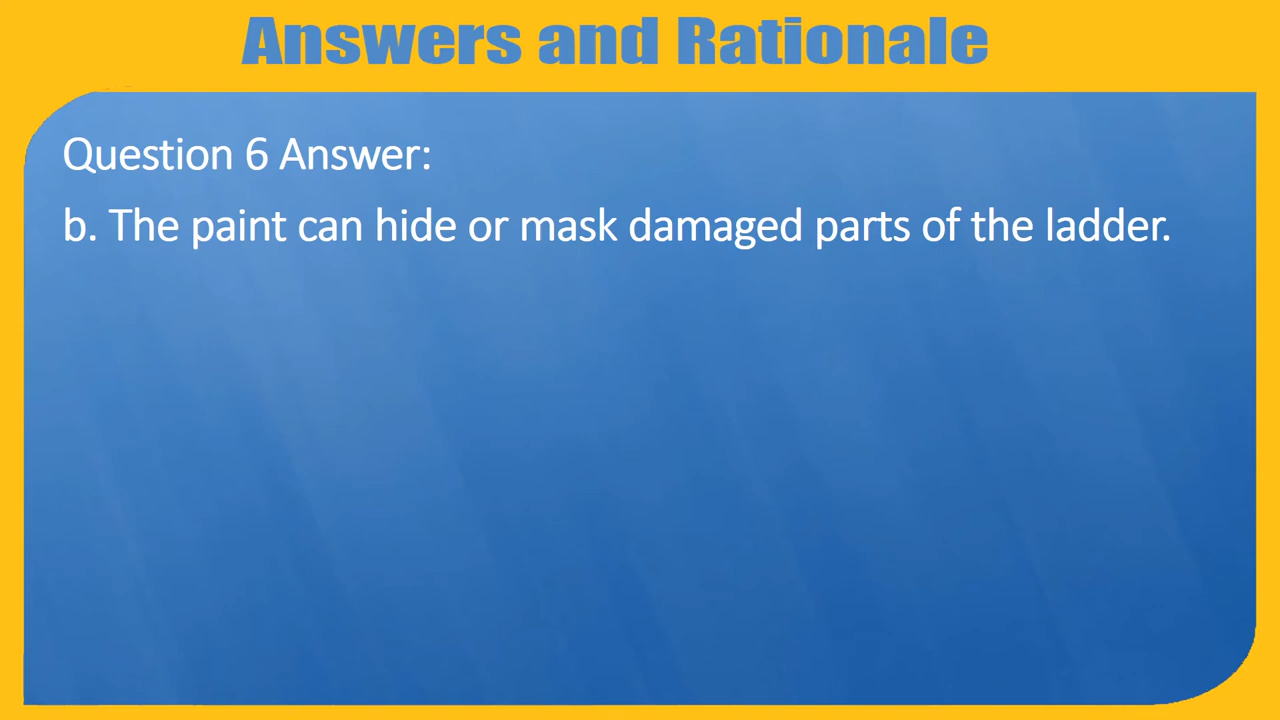 Answers and Rationale
Question 6 Answer:
b. The paint can hide or mask damaged parts of the ladder.